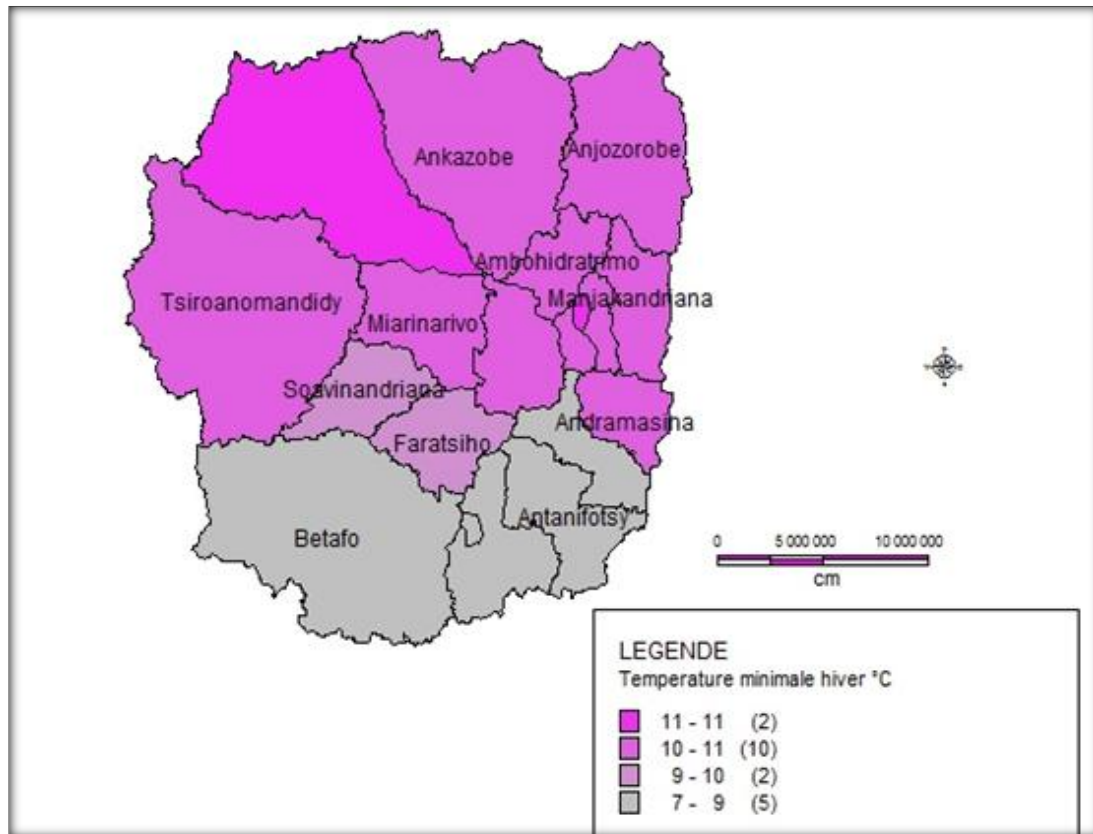 Ankazobe
Anjozorobe
Ambohidratrimo
Tsiroanomandidy
Manjakandriana
Miarinarivo
Soavinandriana
Andramasina
Faratsiho
Antanifotsy
Betafo
0 5 000 000 10 000 000
cm
LEGENDE
Temperature minimale hiver °C
11 - 11 (2)
10 - 11 (10)
9 - 10 (2)
7 - 9 (5)